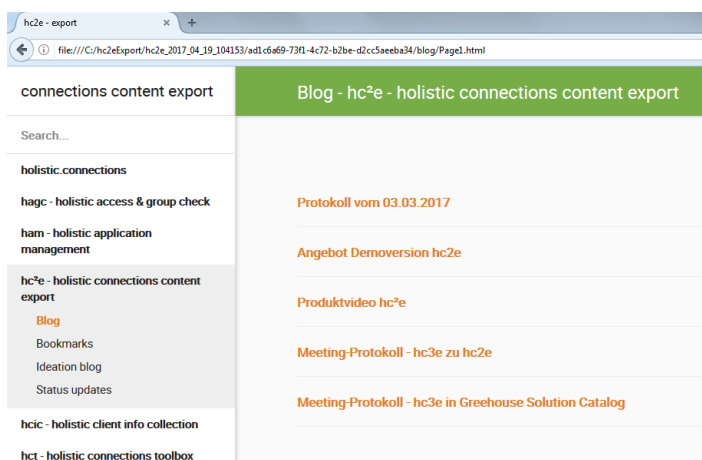 hc2e - export
file:///C:/hc2eExport/hc2e_2017_04_19_104153/ad1c6a69-73f1-4c72-b2be-d2cc5aeeba34/blog/Page1.html
connections content export
Blog - hc²e - holistic connections content export
Search...
holistic.connections
hagc - holistic access & group check
ham - holistic application
management
hc²e - holistic connections content
export
Blog
Bookmarks
Ideation blog
Status updates
hcic - holistic client info collection
hct - holistic connections toolbox
Protokoll vom 03.03.2017
Angebot Demoversion hc2e
Produktvideo hc²e
Meeting-Protokoll - hc3e zu hc2e
Meeting-Protokoll - hc3e in Greehouse Solution Catalog